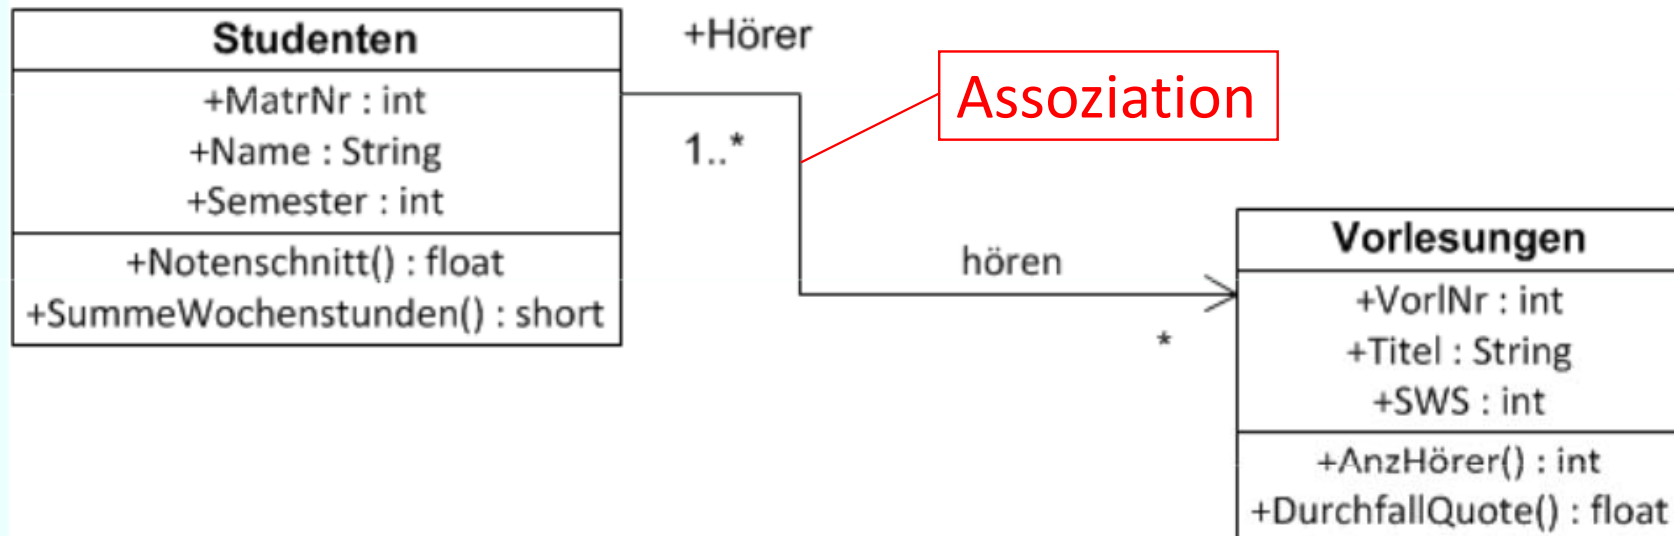 Studenten
+MatrNr : int
+Name : String
+Semester : int
+Notenschnitt() : float
+SummeWochenstunden() : short
+Hörer
1..*
Assoziation
hören
*
Vorlesungen
+VorlNr : int
+Titel : String
+SWS : int
+AnzHörer() : int
+DurchfallQuote() : float